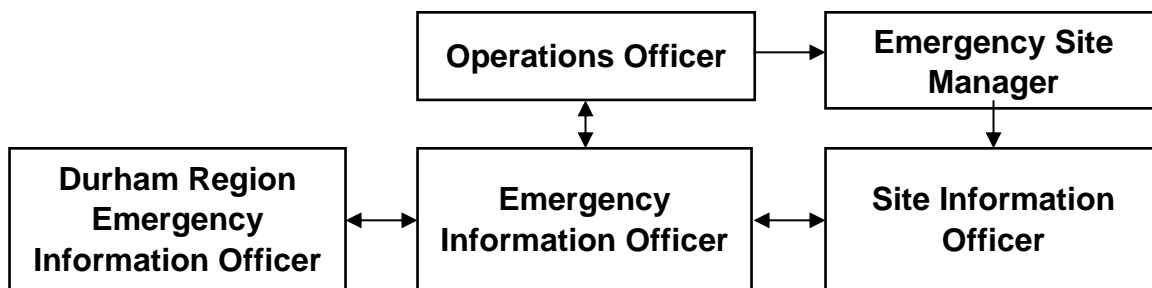 Operations Officer
Emergency Site
Manager
Durham Region
Emergency
Information Officer
Emergency
Information Officer
Site Information
Officer